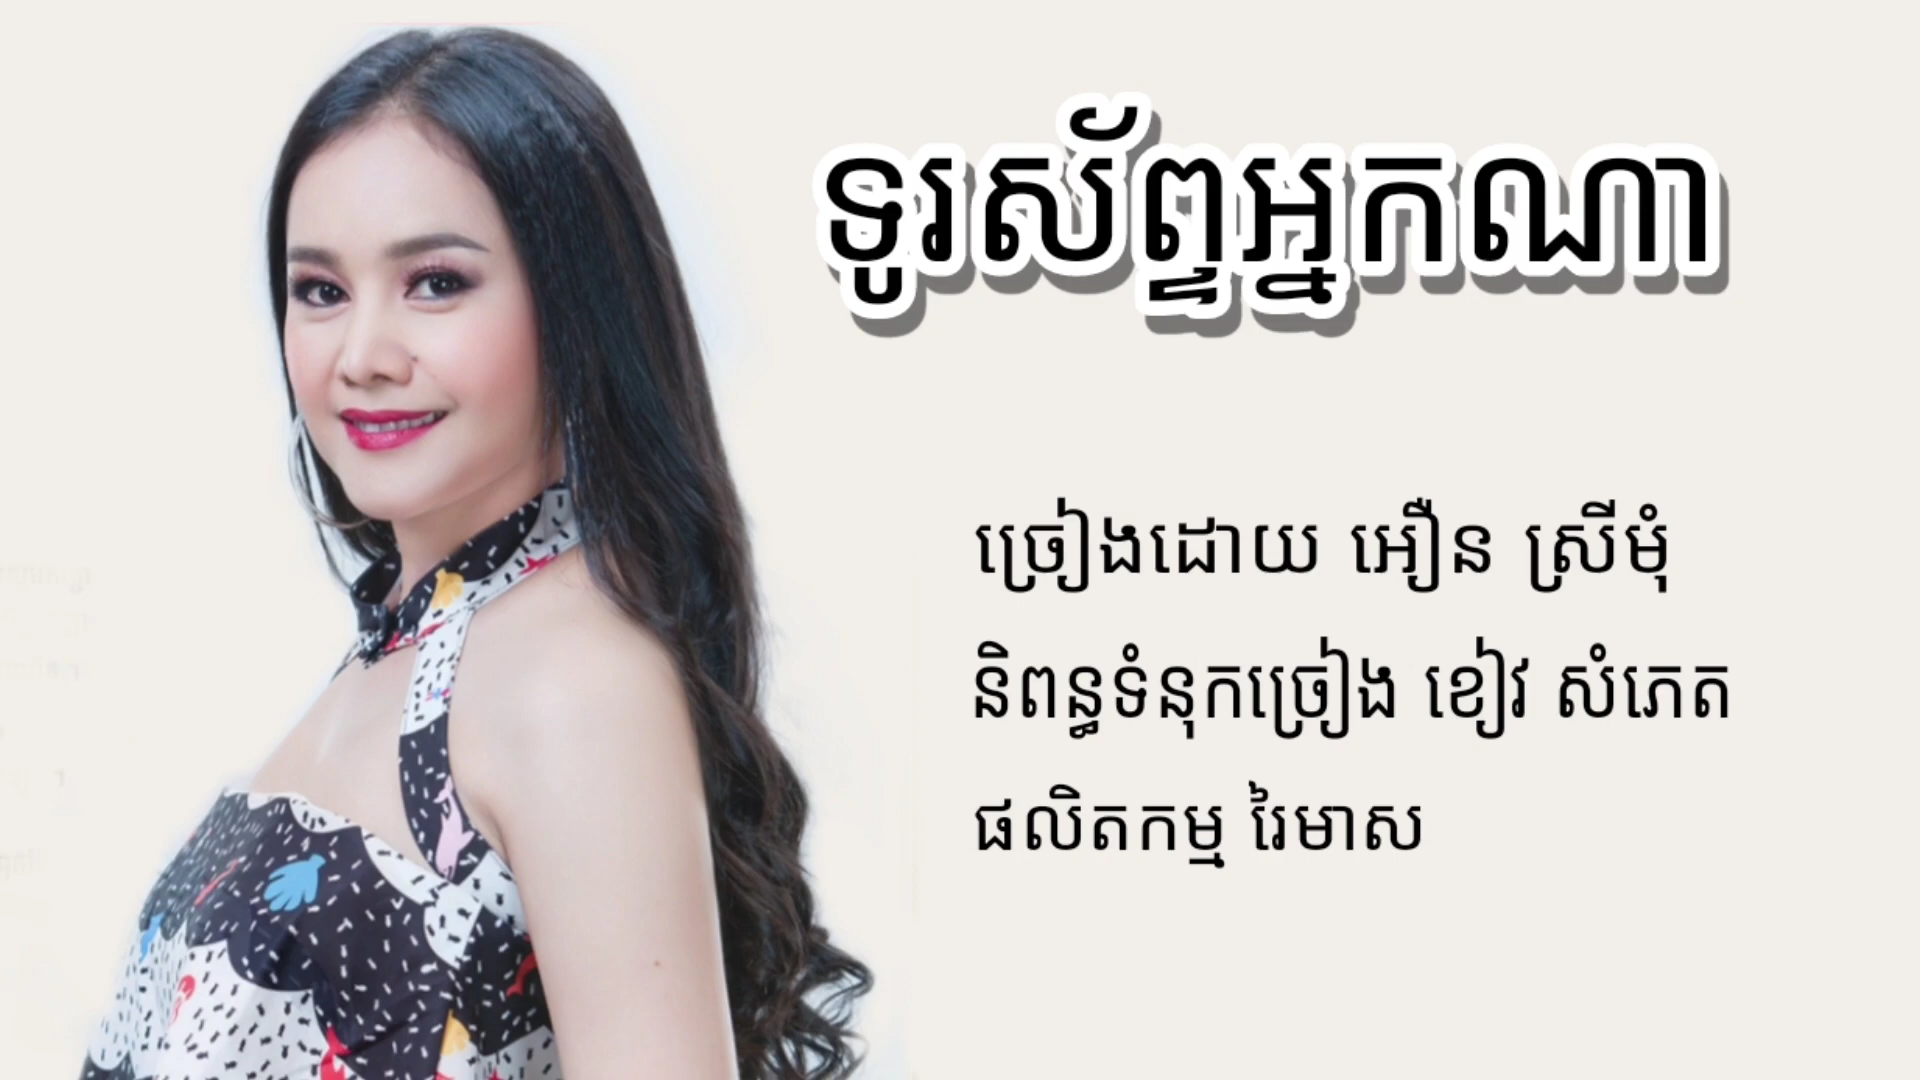 ទូរស័ព្ទអ្នកណា
ច្រៀងដោយ អឿន ស្រីមុំ
និពន្ធទំនុកច្រៀង ខៀវ សំភេត
ផលិតកម្ម រៃមាស